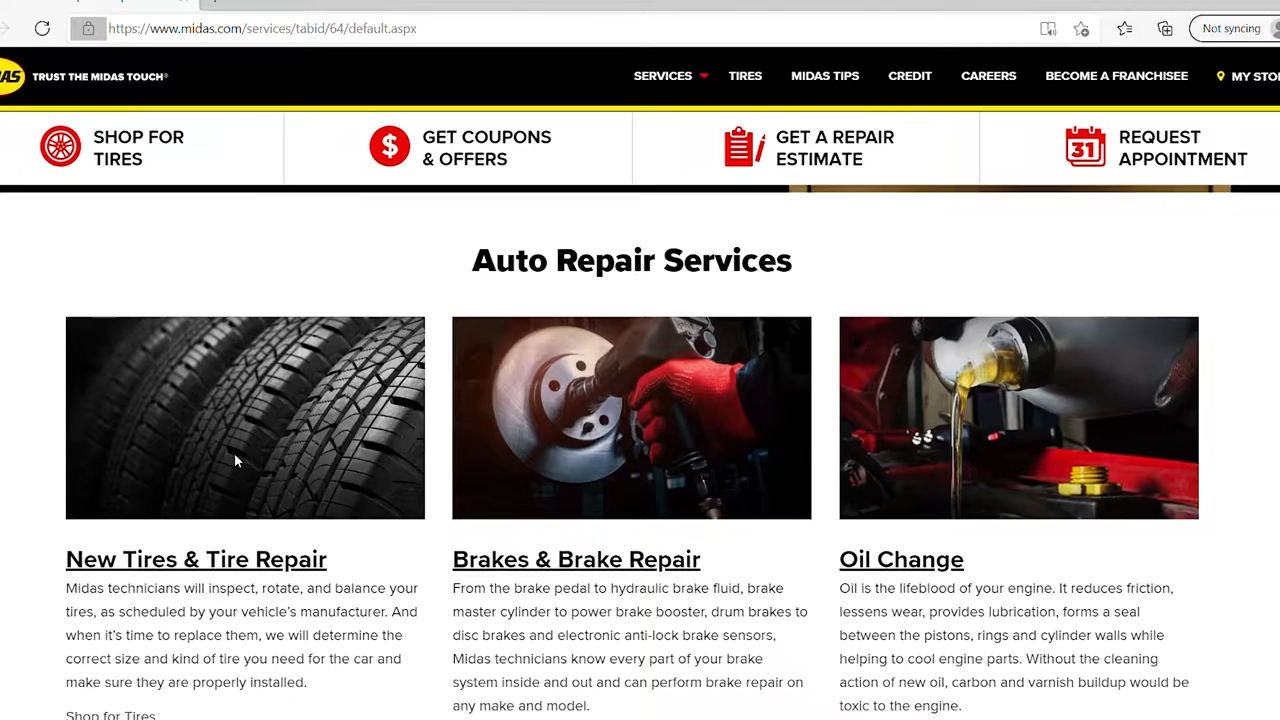 https://www.midas.com/services/tabid/64/default.aspx
Not syncing
TRUST THE MIDAS TOUCH®
SERVICES
TIRES
MIDAS TIPS
CREDIT
CAREERS
BECOME A FRANCHISEE
MY
SHOP FOR
TIRES
GET COUPONS
& OFFERS
GET A REPAIR
ESTIMATE
31
REQUEST
APPOINTMENT
Auto Repair Services
New Tires & Tire Repair
Midas technicians will inspect, rotate, and balance your
tires, as scheduled by your vehicle's manufacturer. And
when it's time to replace them, we will determine the
correct size and kind of tire you need for the car and
make sure they are properly installed.
Shop for Tires
Brakes & Brake Repair
From the brake pedal to hydraulic brake fluid, brake
master cylinder to power brake booster, drum brakes to
disc brakes and electronic anti-lock brake sensors,
Midas technicians know every part of your brake
system inside and out and can perform brake repair on
any make and model.
Oil Change
Oil is the lifeblood of your engine. It reduces friction,
lessens wear, provides lubrication, forms a seal
between the pistons, rings and cylinder walls while
helping to cool engine parts. Without the cleaning
action of new oil, carbon and varnish buildup would be
toxic to the engine.